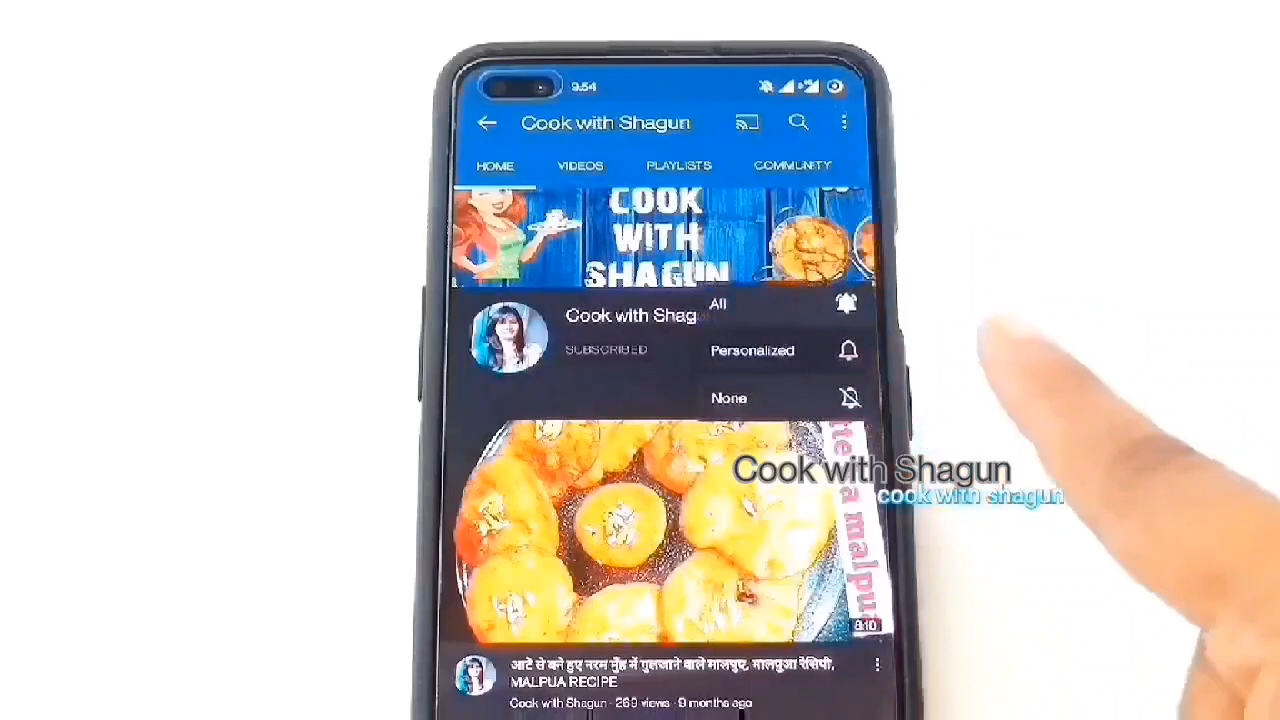 9:54
Cook with Shagun
HOME VIDEOS PLAYLISTS COMMUNITY
COOK
WITH
SHAGUN
All
Cook with Shag
SUBSCRIBED
Personalized
None
Cook with Shagun
cook with shagun
a malpu
8:10
आटे से बने हुए नरम मुँह में घुलजाने वाले मालपुए, मालपुआ रेसिपी,
MALPUA RECIPE
Cook with Shagun · 269 views · 9 months ago